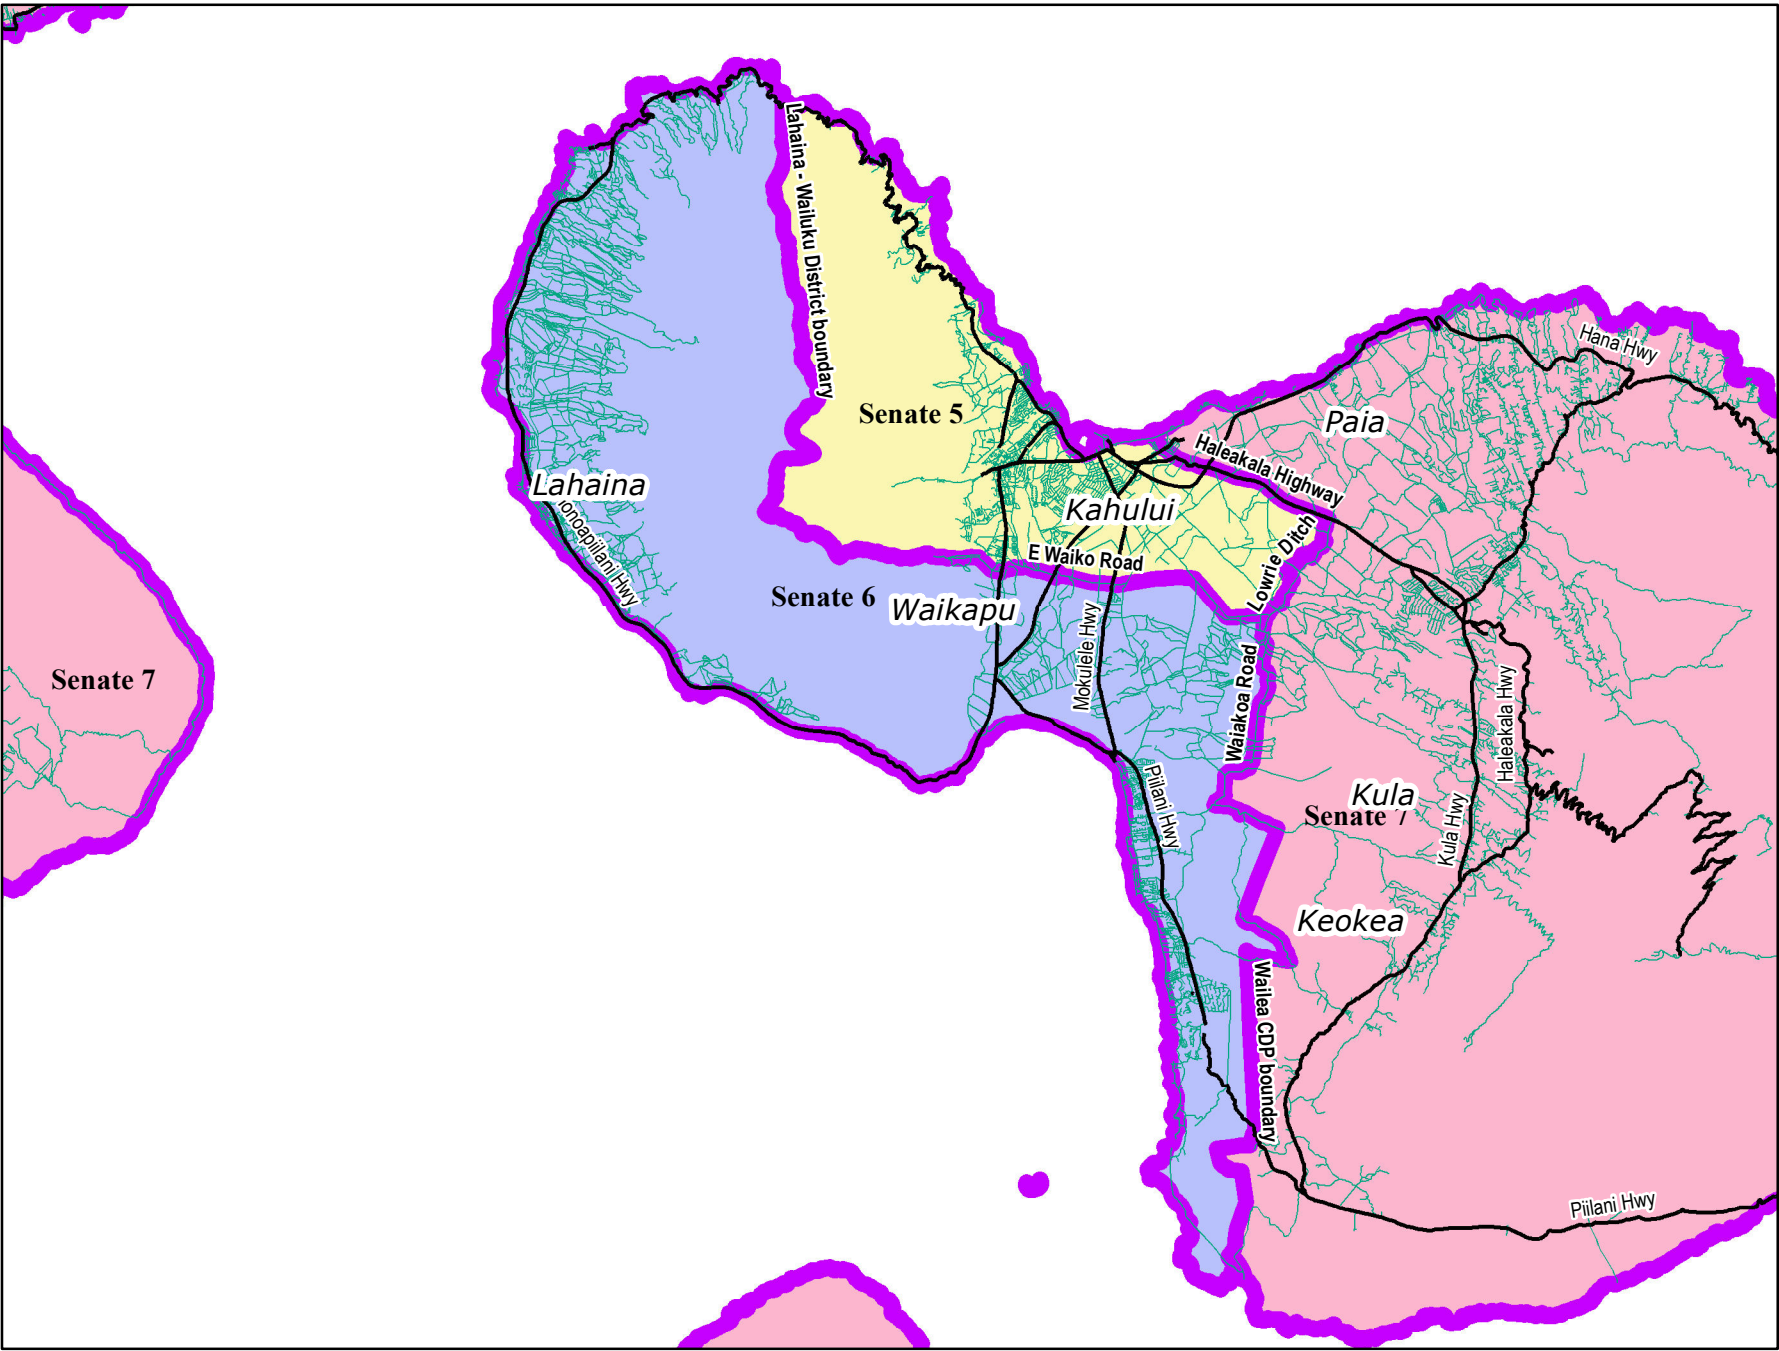 Lahaina - Wailuku District boundary
Hana Hwy
Senate 5
Paia
Haleakala Highway
Lahaina
Kahului
Honoapiilani Hwy
E Waiko Road
Lowrie Ditch
Senate 6
Waikapu
Mokulele Hwy
Senate 7
Waiakoa Road
Haleakala Hwy
Piilani Hwy
Kula
Senate 7
Kula Hwy
Keokea
Wailea CDP boundary
Piilani Hwy